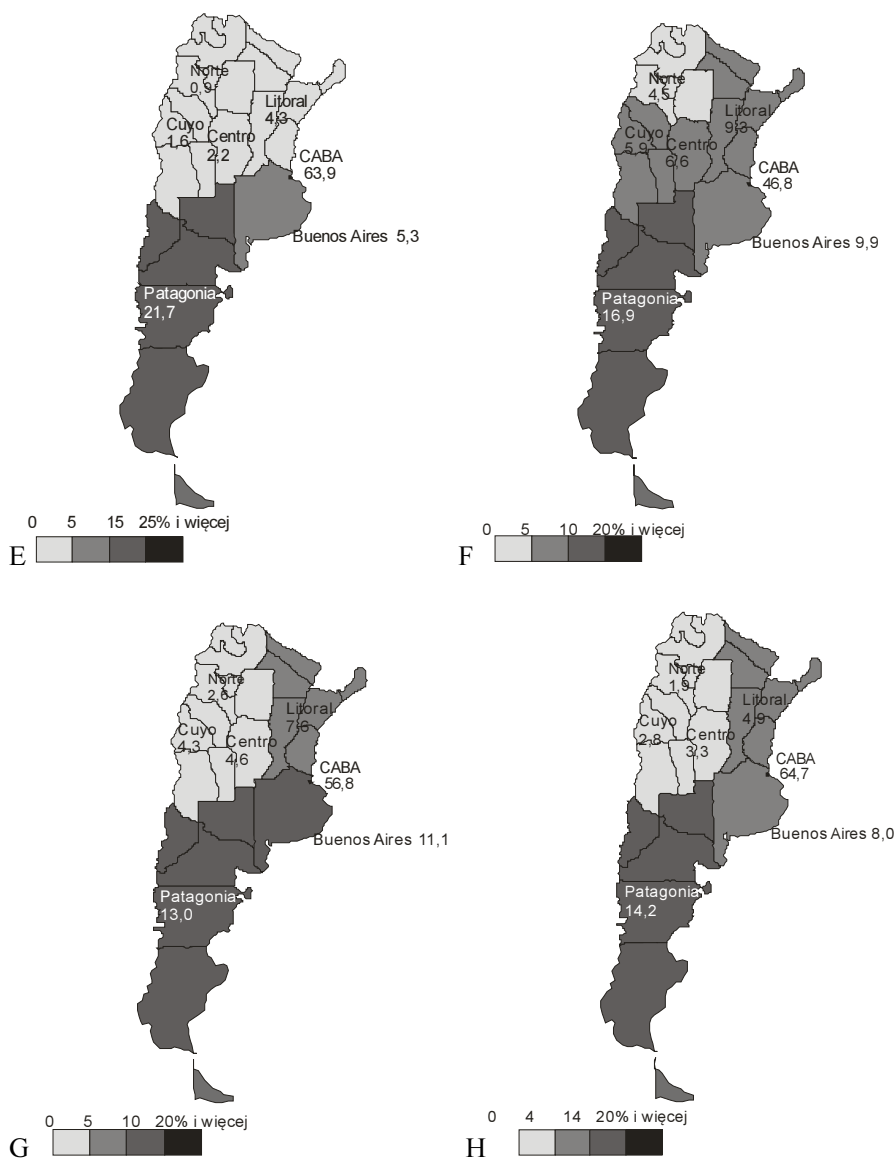 Norte
0,9
Litoral
4,3
Cuyo
1,6
Centro
2,2
CABA
63,9
Buenos Aires 5,3
Patagonia
21,7
0 5 15 25% i więcej
E
Norte
4,5
Litoral
9,3
Cuyo
5,9
Centro
6,6
CABA
46,8
Buenos Aires 9,9
Patagonia
16,9
0 5 10 20% i więcej
F
Norte
2,6
Litoral
7,6
Cuyo
4,3
Centro
4,6
CABA
56,8
Buenos Aires 11,1
Patagonia
13,0
0 5 10 20% i więcej
G
Norte
1,9
Litoral
4,9
Cuyo
2,8
Centro
3,3
CABA
64,7
Buenos Aires 8,0
Patagonia
14,2
0 4 14 20% i więcej
H